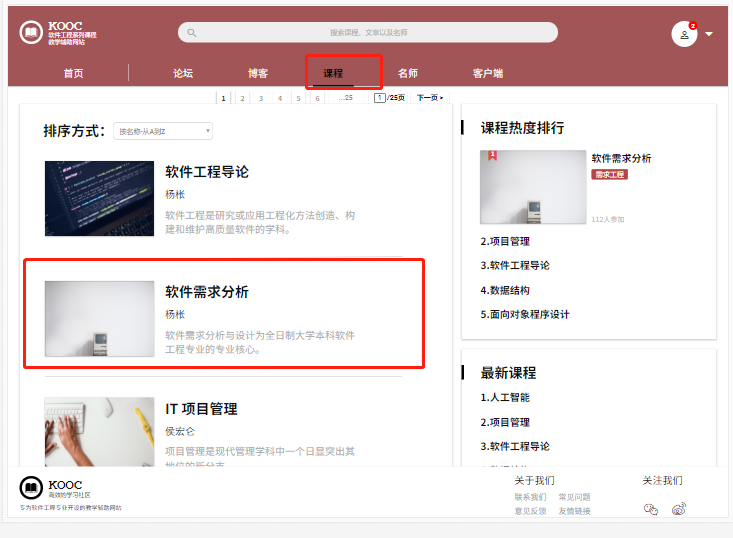 KOOC
软件工程系列课程
教学辅助网站
搜索课程、文章以及名师
2
首页
论坛
博客
课程
名师
客户端
1 2 3 4 5 6 ...25 1 /25页 下一页 >
排序方式：
按名称-从A到Z
软件工程导论
杨枨
软件工程是研究或应用工程化方法创造、构
建和维护高质量软件的学科。
软件需求分析
杨枨
软件需求分析与设计为全日制大学本科软件
工程专业的专业核心。
IT 项目管理
侯宏仑
项目管理是现代管理学科中一个日显突出其
地位的新分支
课程热度排行
1
软件需求分析
需求工程
112人参加
2.项目管理
3.软件工程导论
4.数据结构
5.面向对象程序设计
最新课程
1.人工智能
2.项目管理
3.软件工程导论
KOOC
高效的学习社区
专为软件工程专业开设的教学辅助网站
关于我们
联系我们 常见问题
意见反馈 友情链接
关注我们